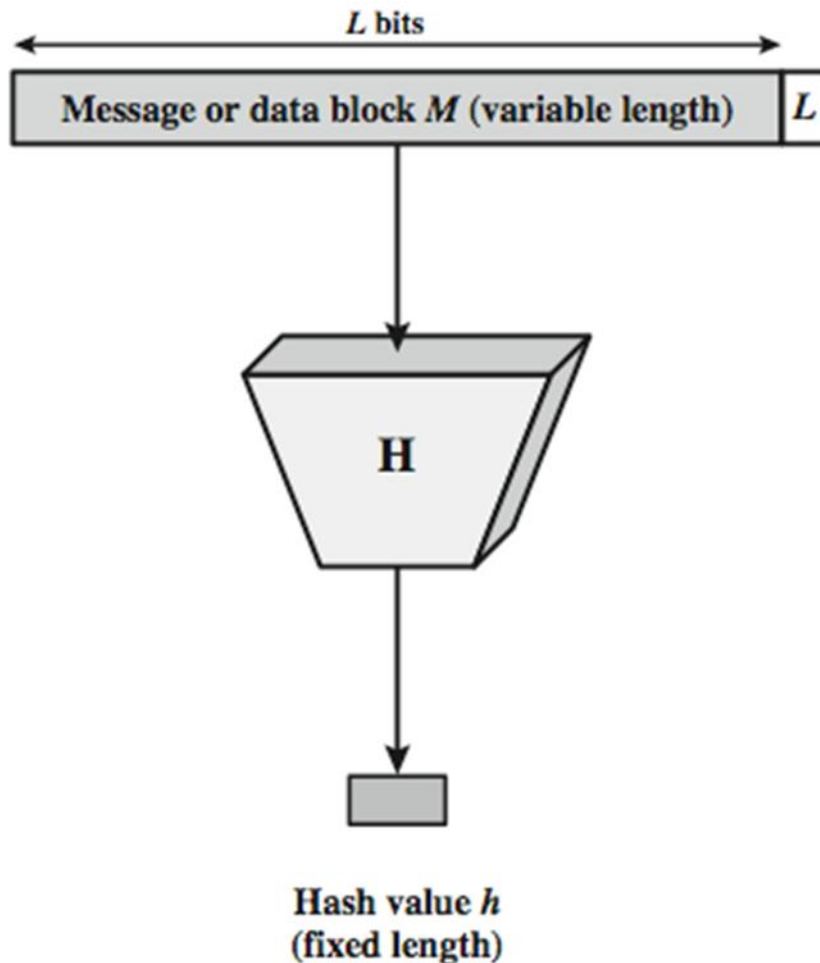 L bits
Message or data block M (variable length) L
H
Hash value h
(fixed length)